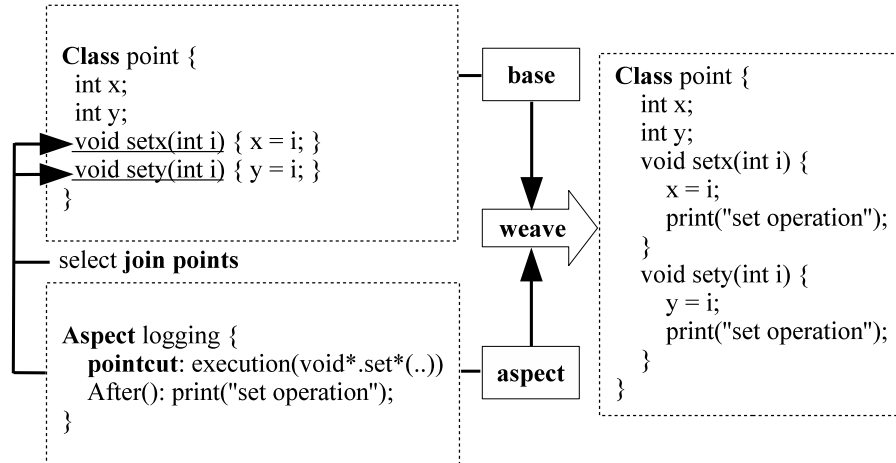 Class point {
int x;
int y;
void setx(int i) { x = i; }
void sety(int i) { y = i; }
}
select join points
Aspect logging {
pointcut: execution(void*.set*(..))
After(): print("set operation");
}
base
weave
aspect
Class point {
int x;
int y;
void setx(int i) {
x = i;
print("set operation");
}
void sety(int i) {
y = i;
print("set operation");
}
}